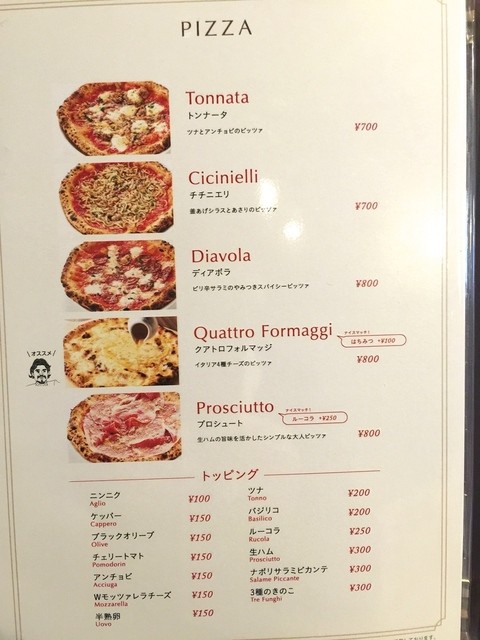 PIZZA
Tonnata
トンナータ
ツナとアンチョビのピッツァ
¥700
Cicinielli
チチニエリ
釜あげシラスとあさりのピッツァ
¥700
Diavola
ディアボラ
ピリ辛サラミのやみつきスパイシーピッツァ
¥800
\オススメ/
Quattro Formaggi
ナイスマッチ!
はちみつ +¥100
クアトロフォルマッジ
イタリア4種チーズのピッツァ
¥800
Prosciutto
ナイスマッチ!
ルーコラ +¥250
プロシュート
生ハムの旨味を活かしたシンプルな大人ピッツァ
¥800
トッピング
ニンニク ¥100
Aglio
ケッパー ¥150
Cappero
ブラックオリーブ ¥150
Olive
チェリートマト ¥150
Pomodorin
アンチョビ ¥150
Acciuga
Wモッツァレラチーズ ¥150
Mozzarella
半熟卵 ¥150
Uovo
ツナ ¥200
Tonno
バジリコ ¥200
Basilico
ルーコラ ¥250
Rucola
生ハム ¥300
Prosciutto
ナポリサラミピカンテ ¥300
Salame Piccante
3種のきのこ ¥300
Tre Funghi